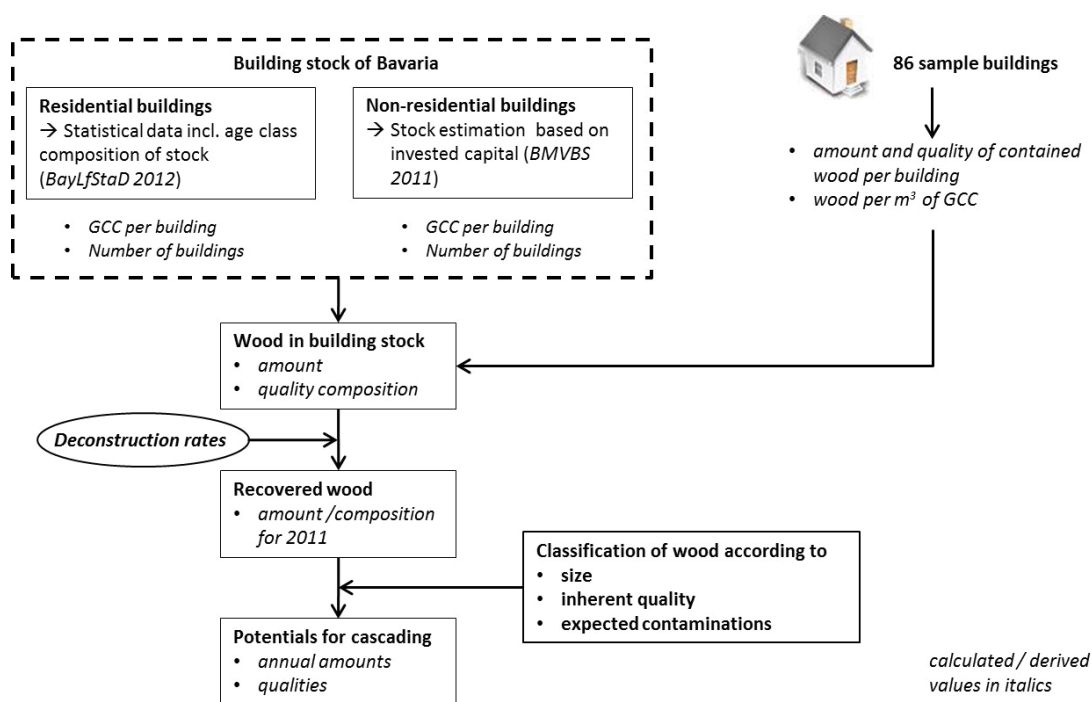 Building stock of Bavaria
Residential buildings
→ Statistical data incl. age class
composition of stock
(BayLfStaD 2012)
• GCC per building
• Number of buildings
Non-residential buildings
→ Stock estimation based on
invested capital (BMVBS
2011)
• GCC per building
• Number of buildings
86 sample buildings
• amount and quality of contained
wood per building
• wood per m³ of GCC
Wood in building stock
• amount
• quality composition
Deconstruction rates
Recovered wood
• amount /composition
for 2011
Classification of wood according to
• size
• inherent quality
• expected contaminations
Potentials for cascading
• annual amounts
• qualities
calculated / derived
values in italics